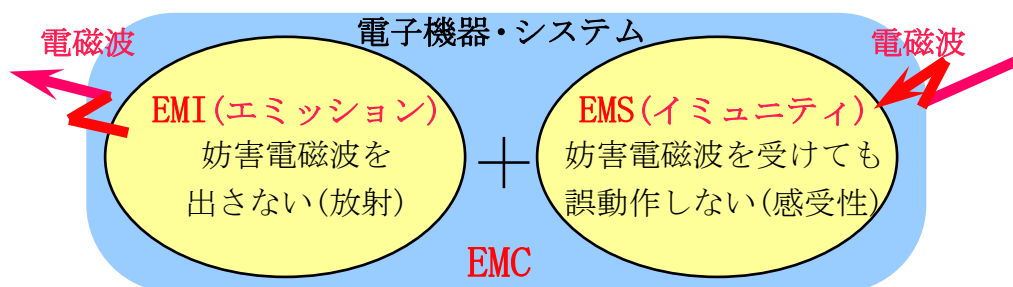 電子機器・システム
電磁波
電磁波
EMI(エミッション)
妨害電磁波を
出さない(放射)
＋
EMS(イミュニティ)
妨害電磁波を受けても
誤動作しない(感受性)
EMC